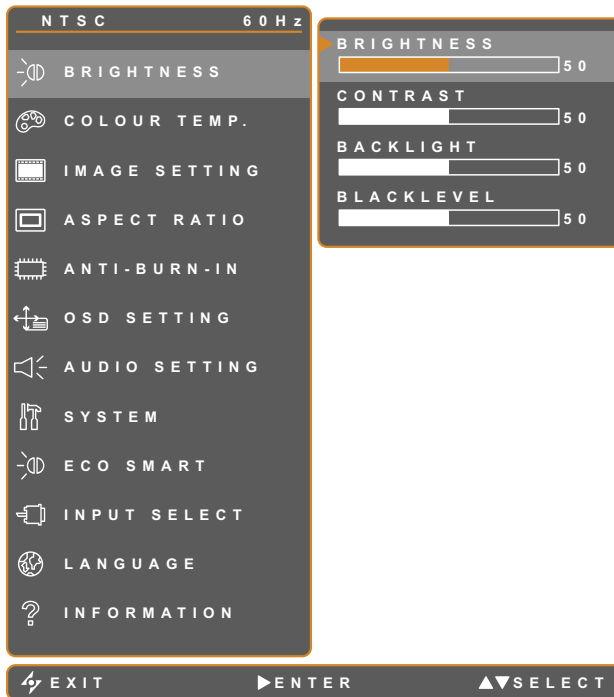 NTSC 60Hz
BRIGHTNESS
COLOUR TEMP.
IMAGE SETTING
ASPECT RATIO
ANTI-BURN-IN
OSD SETTING
AUDIO SETTING
SYSTEM
ECO SMART
INPUT SELECT
LANGUAGE
INFORMATION
BRIGHTNESS
50
CONTRAST
50
BACKLIGHT
50
BLACKLEVEL
50
EXIT ▶ENTER ▲▼SELECT